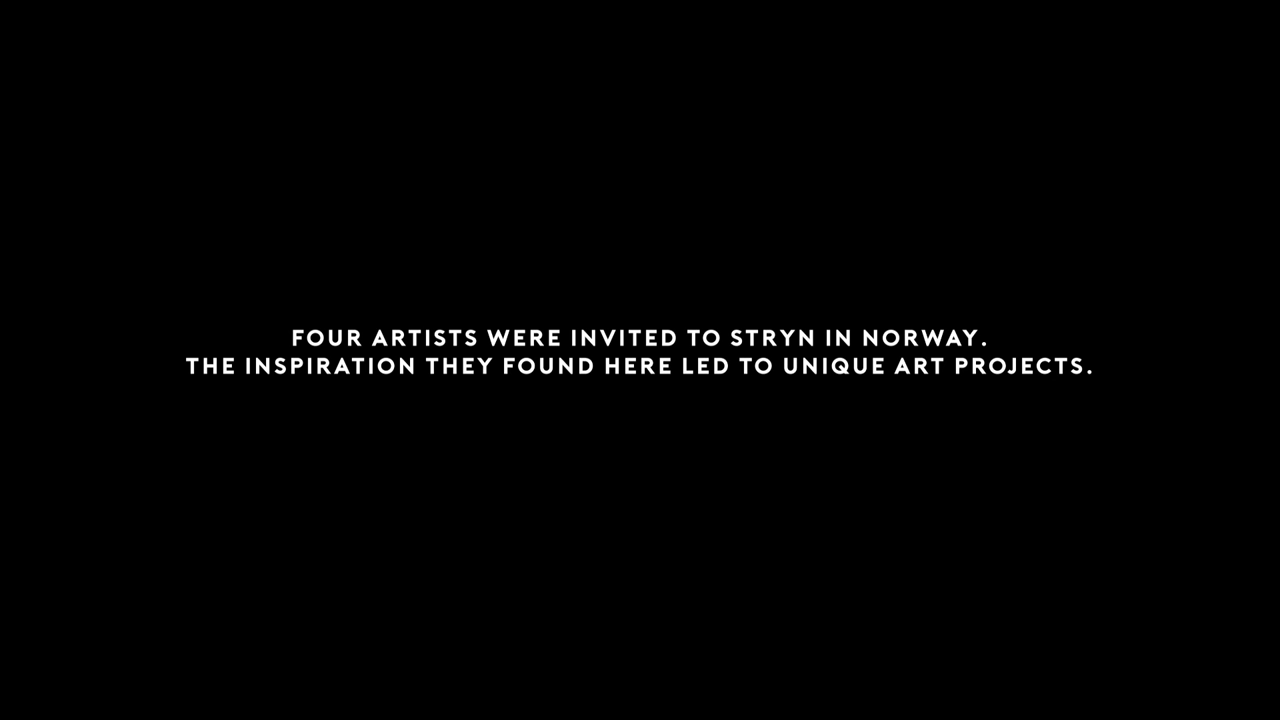 FOUR ARTISTS WERE INVITED TO STRYN IN NORWAY.
THE INSPIRATION THEY FOUND HERE LED TO UNIQUE ART PROJECTS.